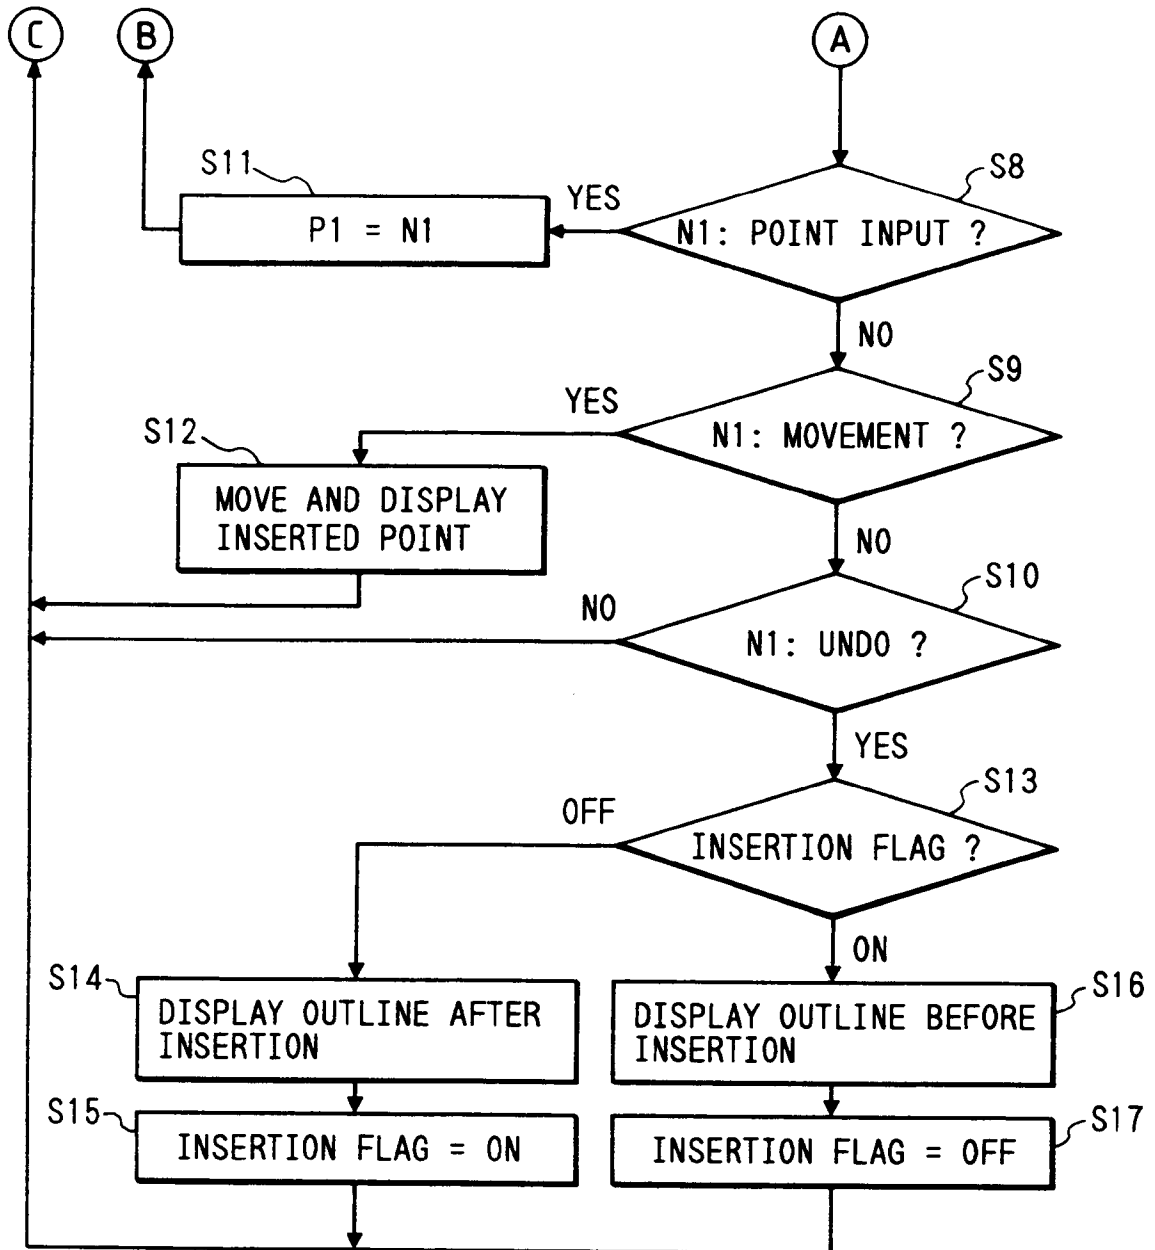 C
B
A
S11
P1 = N1
YES
S8
N1: POINT INPUT ?
NO
S9
YES
N1: MOVEMENT ?
S12
MOVE AND DISPLAY
INSERTED POINT
NO
S10
NO
N1: UNDO ?
YES
S13
OFF
INSERTION FLAG ?
ON
S14
DISPLAY OUTLINE AFTER
INSERTION
S16
DISPLAY OUTLINE BEFORE
INSERTION
S15
INSERTION FLAG = ON
S17
INSERTION FLAG = OFF